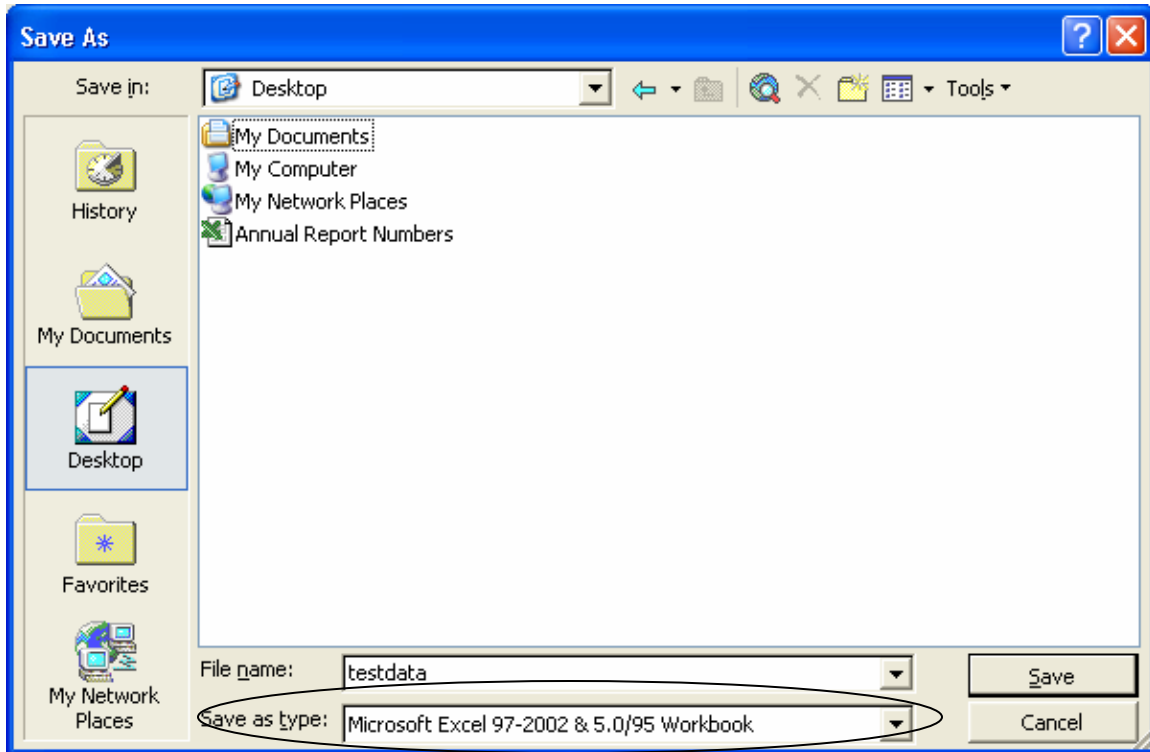 Save As
Save in:
Desktop
Tools
History
My Documents
Desktop
Favorites
My Network
Places
My Documents
My Computer
My Network Places
Annual Report Numbers
File name:
testdata
Save
Save as type:
Microsoft Excel 97-2002 & 5.0/95 Workbook
Cancel